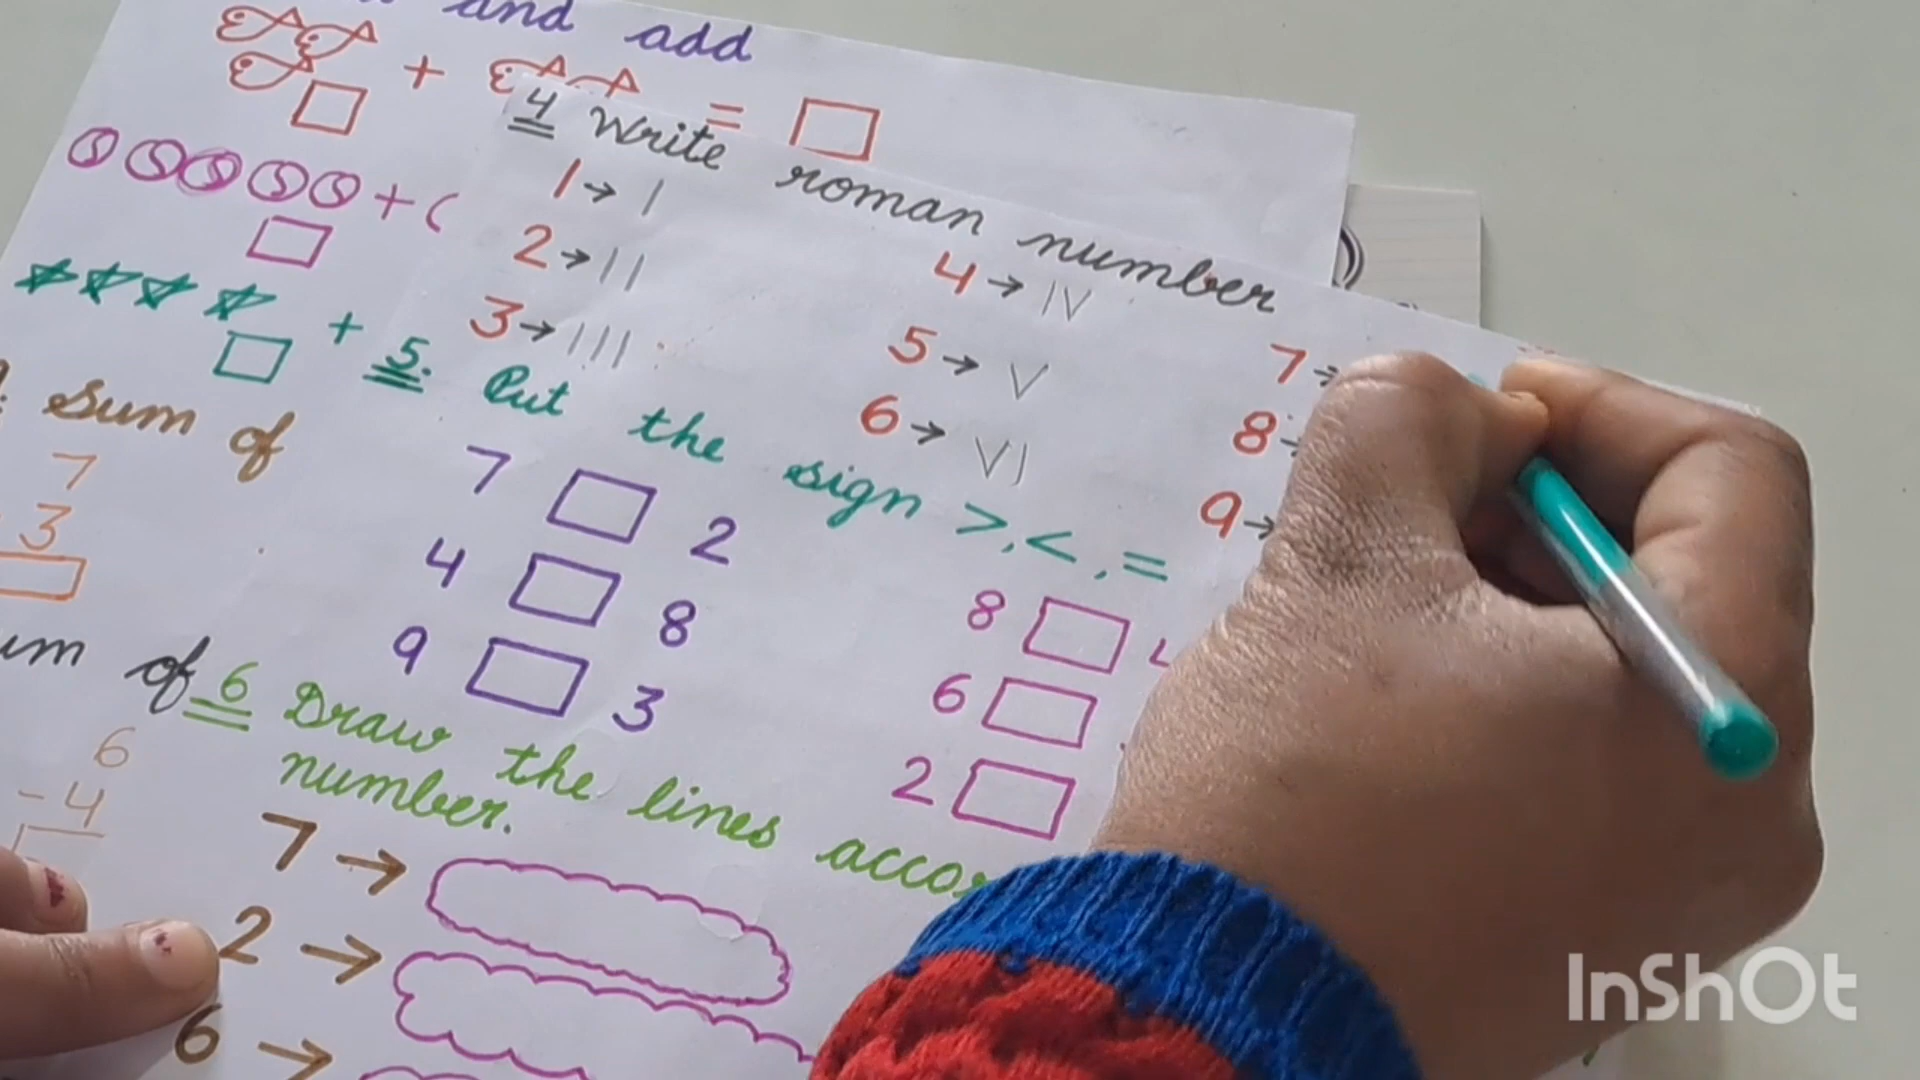 and add
+ = □
+ (
□
+
□
Sum of
7
3
of
6
- 4
4 Write roman number
1 → I
2 → II
3 → III
4 → IV
5 → V
6 → VI
7 →
8 →
9 →
5. Put the sign >, <, =
7 □ 2
4 □ 8
9 □ 3
8 □
6 □
2 □
6 Draw the lines
number.
7 →
2 →
6 →
InShOt